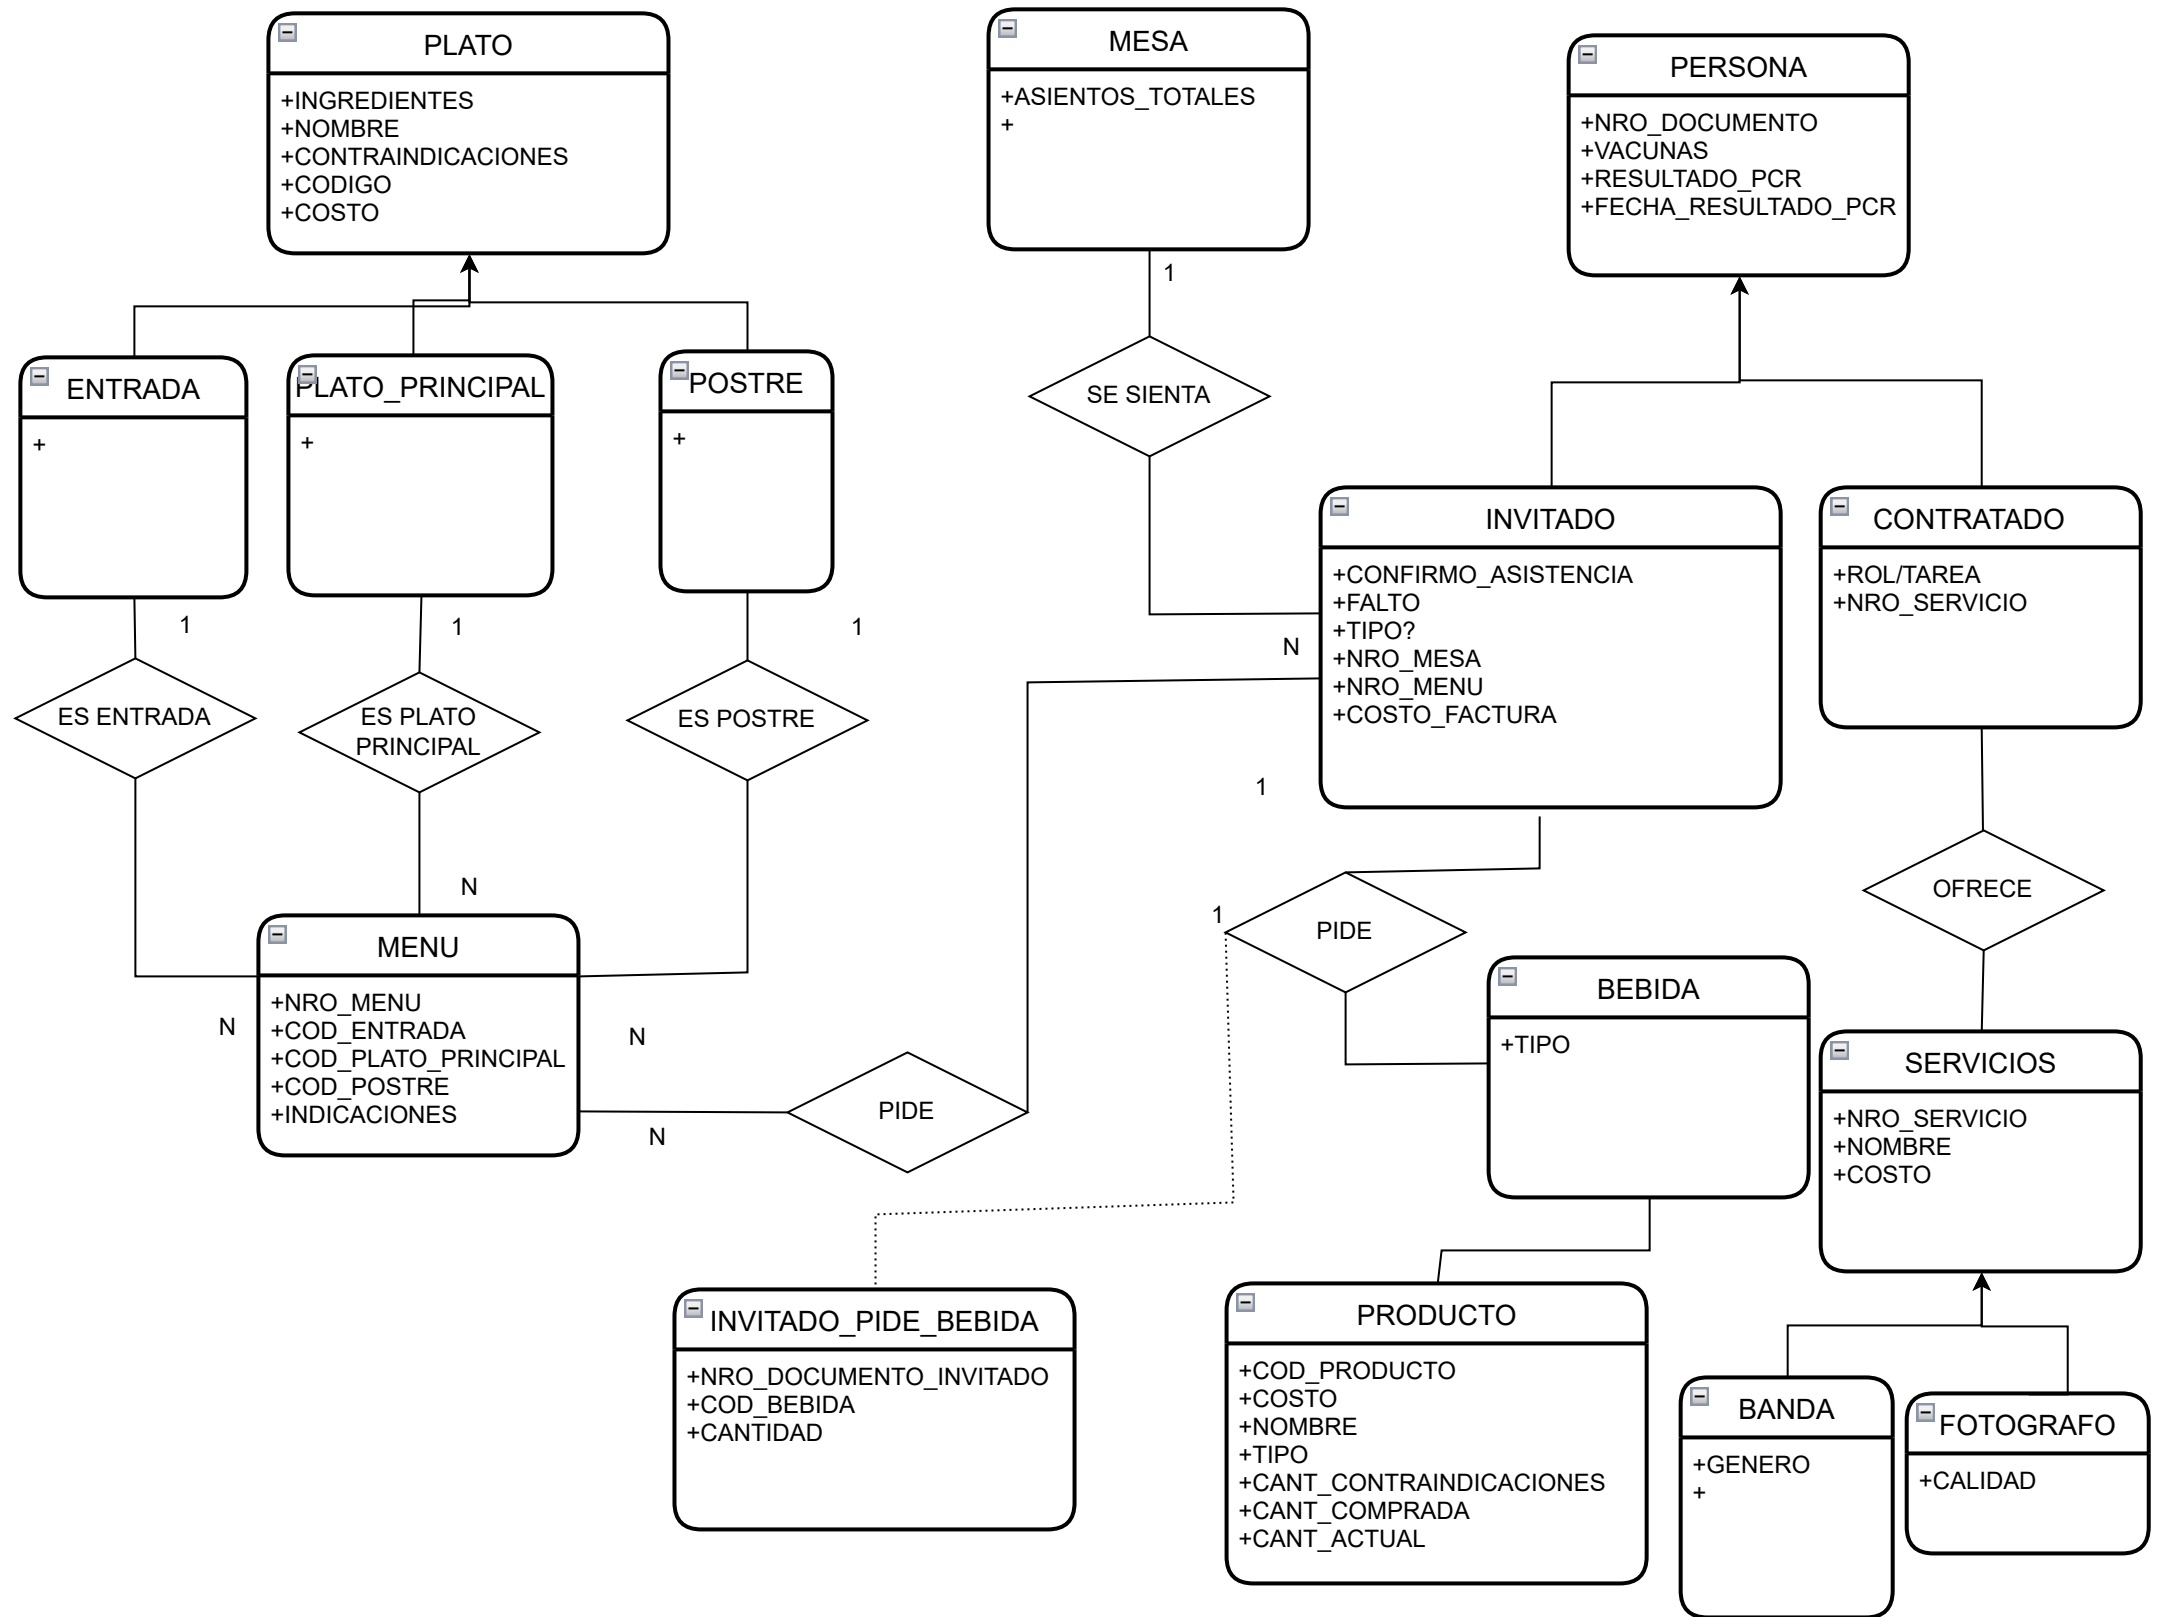 PLATO
+INGREDIENTES
+NOMBRE
+CONTRAINDICACIONES
+CODIGO
+COSTO
MESA
+ASIENTOS_TOTALES
+
PERSONA
+NRO_DOCUMENTO
+VACUNAS
+RESULTADO_PCR
+FECHA_RESULTADO_PCR
1
SE SIENTA
N
ENTRADA
+
PLATO_PRINCIPAL
+
POSTRE
+
INVITADO
+CONFIRMO_ASISTENCIA
+FALTO
+TIPO?
+NRO_MESA
+NRO_MENU
+COSTO_FACTURA
CONTRATADO
+ROL/TAREA
+NRO_SERVICIO
1
1
1
ES ENTRADA
ES PLATO
PRINCIPAL
ES POSTRE
1
N
OFRECE
1
PIDE
MENU
+NRO_MENU
+COD_ENTRADA
+COD_PLATO_PRINCIPAL
+COD_POSTRE
+INDICACIONES
N
N
N
PIDE
BEBIDA
+TIPO
SERVICIOS
+NRO_SERVICIO
+NOMBRE
+COSTO
INVITADO_PIDE_BEBIDA
+NRO_DOCUMENTO_INVITADO
+COD_BEBIDA
+CANTIDAD
PRODUCTO
+COD_PRODUCTO
+COSTO
+NOMBRE
+TIPO
+CANT_CONTRAINDICACIONES
+CANT_COMPRADA
+CANT_ACTUAL
BANDA
+GENERO
+
FOTOGRAFO
+CALIDAD